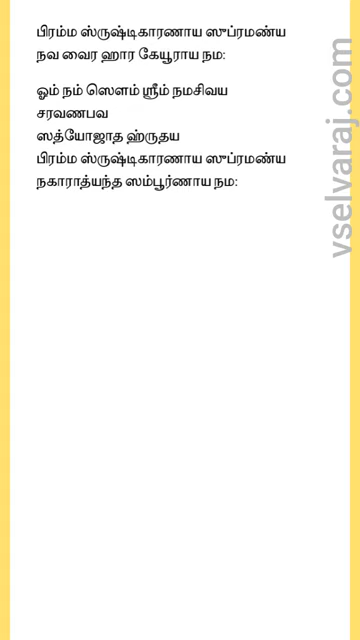 பிரம்ம ஸ்ருஷ்டிகாரணாய ஸுப்ரமண்ய
நவ வைர ஹார கேயூராய நம:
ஓம் நம் ஸௌம் ஸ்ரீம் நமசிவய
சரவணபவ
ஸத்யோஜாத ஹ்ருதய
பிரம்ம ஸ்ருஷ்டிகாரணாய ஸுப்ரமண்ய
நகாராத்யந்த ஸம்பூர்ணாய நம:
vselvaraj.com